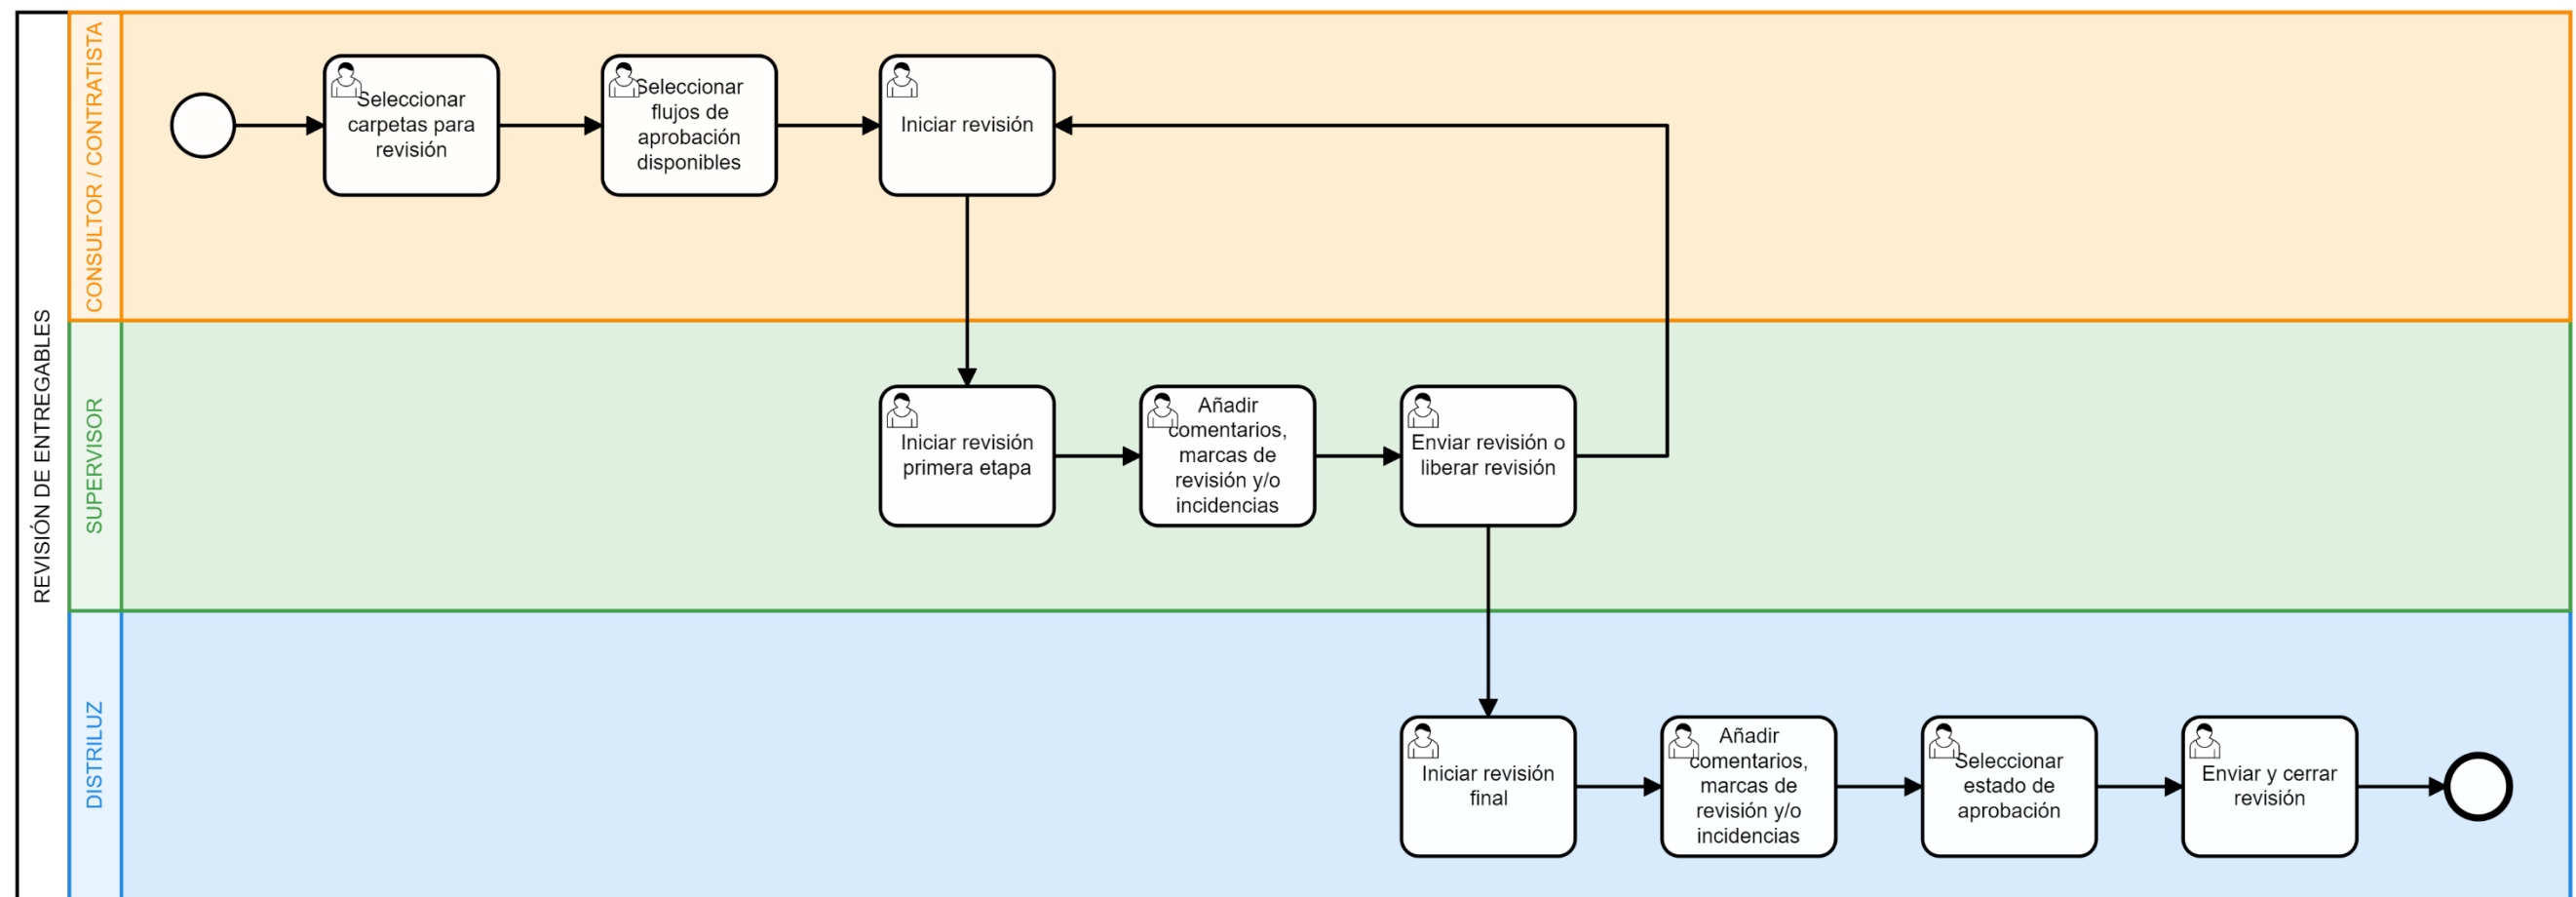 REVISIÓN DE ENTREGABLES
CONSULTOR / CONTRATISTA
Seleccionar
carpetas para
revisión
Seleccionar
flujos de
aprobación
disponibles
Iniciar revisión
SUPERVISOR
Iniciar revisión
primera etapa
Añadir
comentarios,
marcas de
revisión y/o
incidencias
Enviar revisión o
liberar revisión
DISTRILUZ
Iniciar revisión
final
Añadir
comentarios,
marcas de
revisión y/o
incidencias
Seleccionar
estado de
aprobación
Enviar y cerrar
revisión